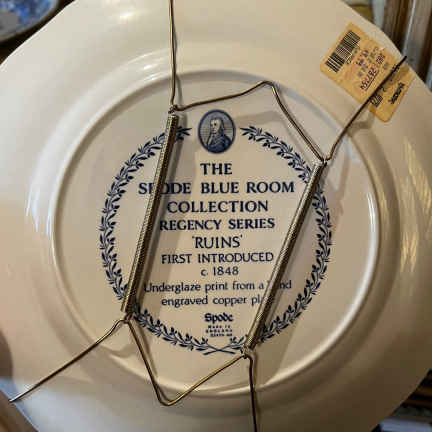 THE
SPODE BLUE ROOM
COLLECTION
REGENCY SERIES
'RUINS'
FIRST INTRODUCED
c. 1848
Underglaze print from a hand
engraved copper pl
Spode
MADE IN
ENGLAND